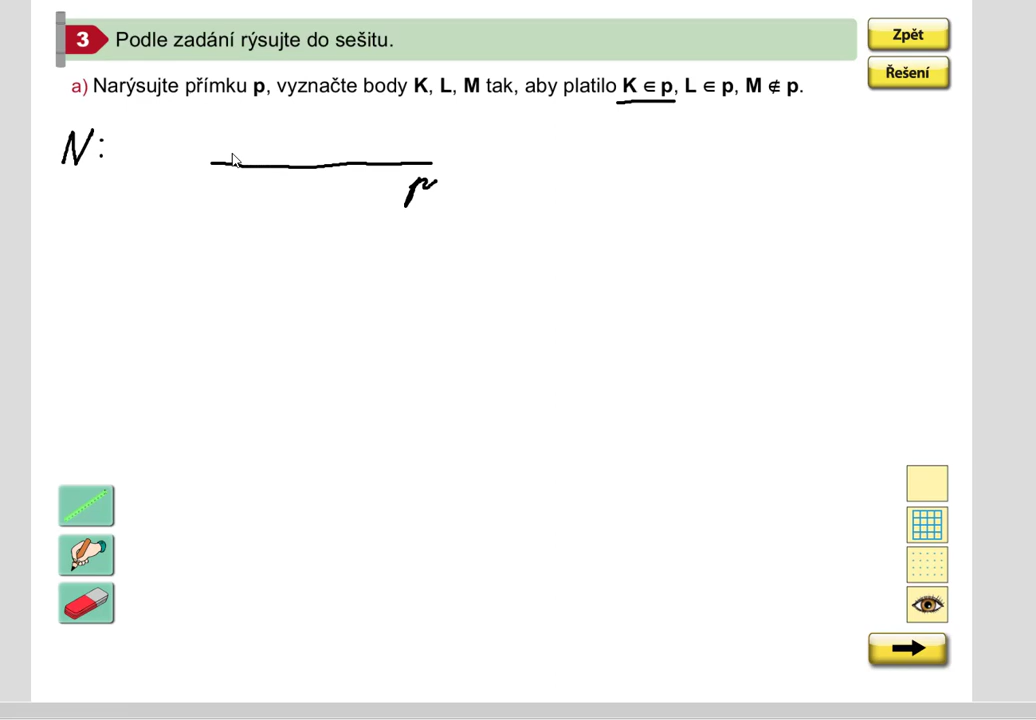 3 Podle zadání rýsujte do sešitu.
Zpět
Řešení
a) Narýsujte přímku p, vyznačte body K, L, M tak, aby platilo K ∈ p, L ∈ p, M ∉ p.
N:
p